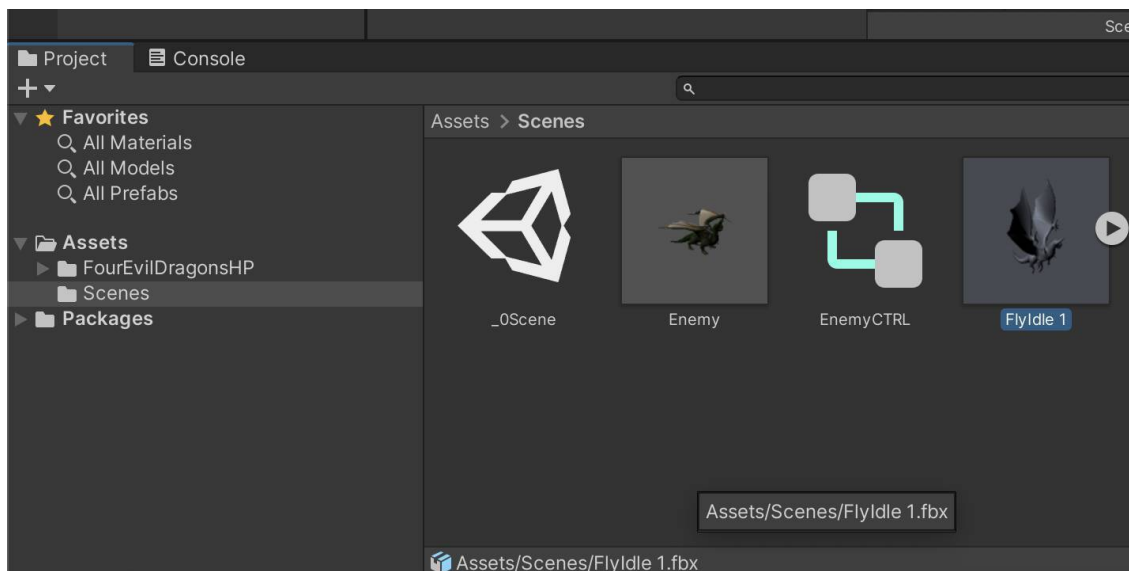 Sce
Project Console
Favorites
All Materials
All Models
All Prefabs
Assets
FourEvilDragonsHP
Scenes
Packages
Assets > Scenes
_0Scene Enemy EnemyCTRL FlyIdle 1
Assets/Scenes/FlyIdle 1.fbx
Assets/Scenes/FlyIdle 1.fbx